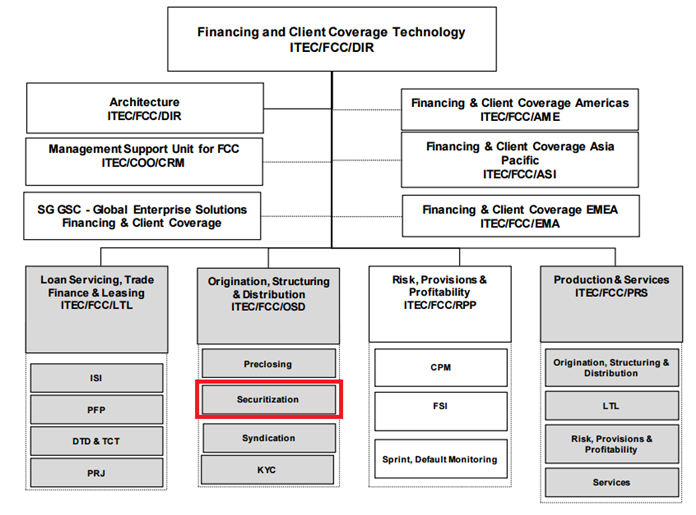 Financing and Client Coverage Technology
ITEC/FCC/DIR
Architecture
ITEC/FCC/DIR
Financing & Client Coverage Americas
ITEC/FCC/AME
Management Support Unit for FCC
ITEC/COO/CRM
Financing & Client Coverage Asia
Pacific
ITEC/FCC/ASI
SG GSC - Global Enterprise Solutions
Financing & Client Coverage
Financing & Client Coverage EMEA
ITEC/FCC/EMA
Loan Servicing, Trade
Finance & Leasing
ITEC/FCC/LTL
ISI
PFP
DTD & TCT
PRJ
Origination, Structuring
& Distribution
ITEC/FCC/OSD
Preclosing
Securitization
Syndication
KYC
Risk, Provisions &
Profitability
ITEC/FCC/RPP
CPM
FSI
Sprint, Default Monitoring
Production & Services
ITEC/FCC/PRS
Origination, Structuring &
Distribution
LTL
Risk, Provisions &
Profitability
Services